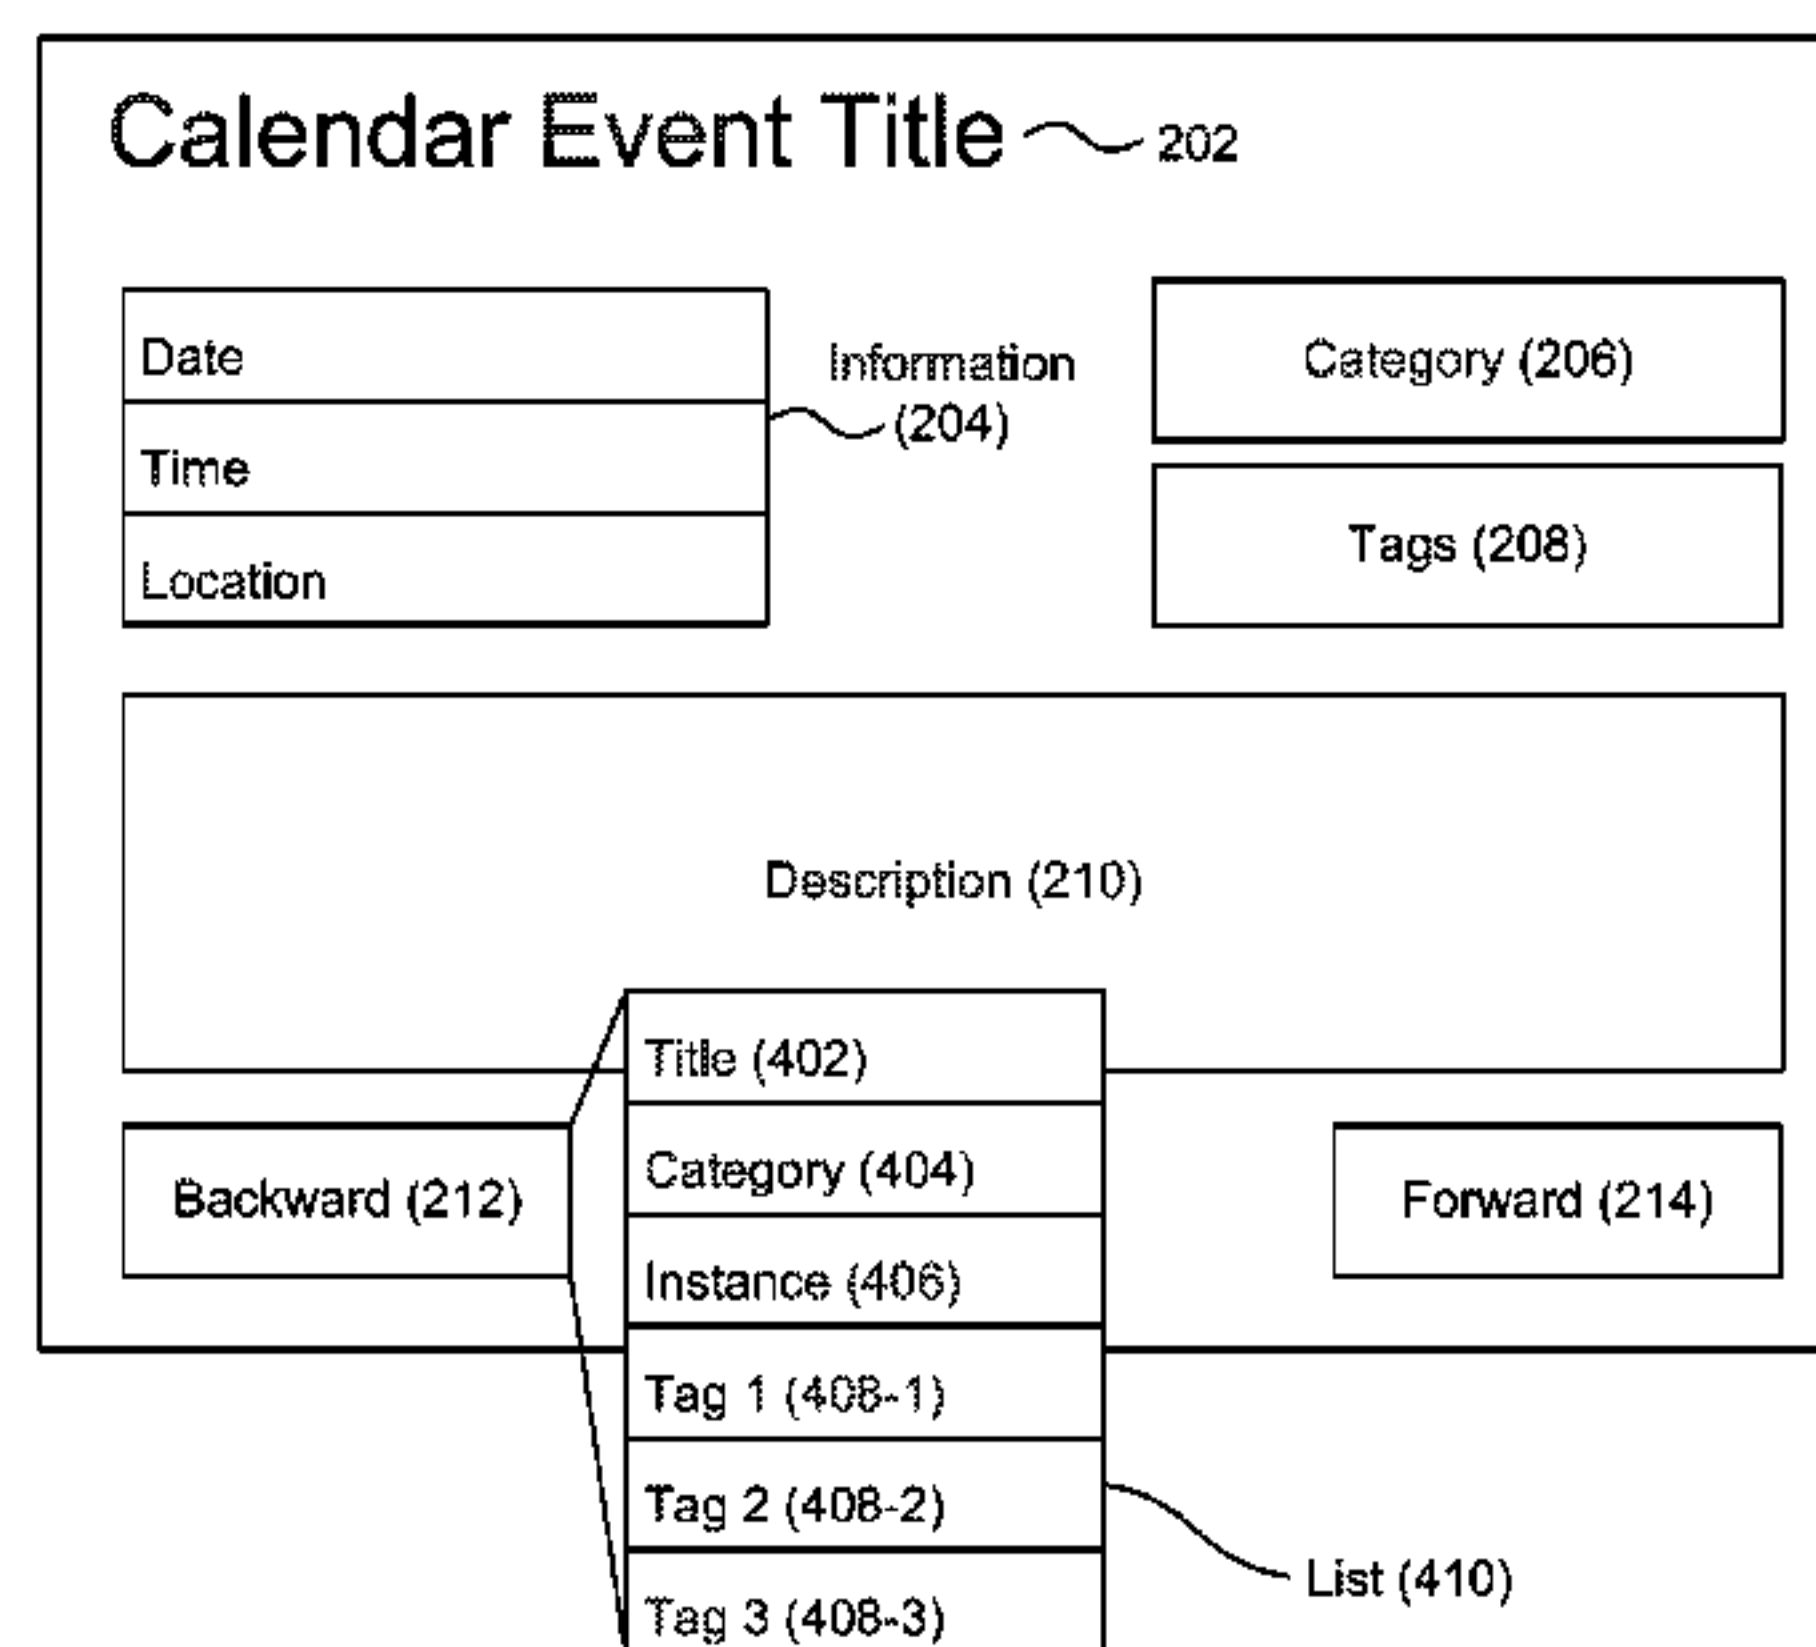 Calendar Event Title 202
Date
Time
Location
Information
(204)
Category (206)
Tags (208)
Description (210)
Backward (212)
Title (402)
Category (404)
Instance (406)
Tag 1 (408-1)
Tag 2 (408-2)
Tag 3 (408-3)
Forward (214)
List (410)